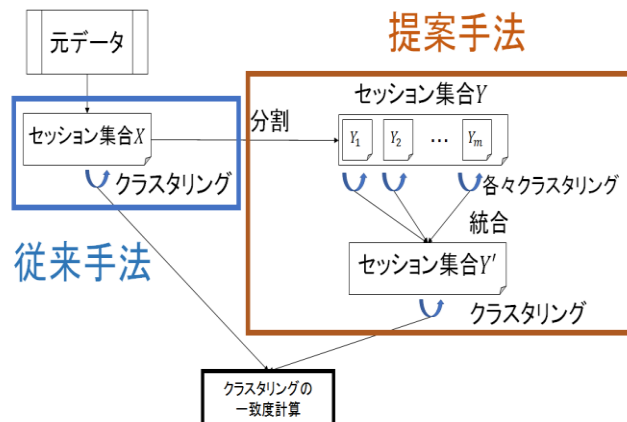 提案手法
元データ
セッション集合Y
分割
セッション集合X
Y₁ Y₂ … Yₘ
クラスタリング
各々クラスタリング
統合
従来手法
セッション集合Y′
クラスタリング
クラスタリングの
一致度計算